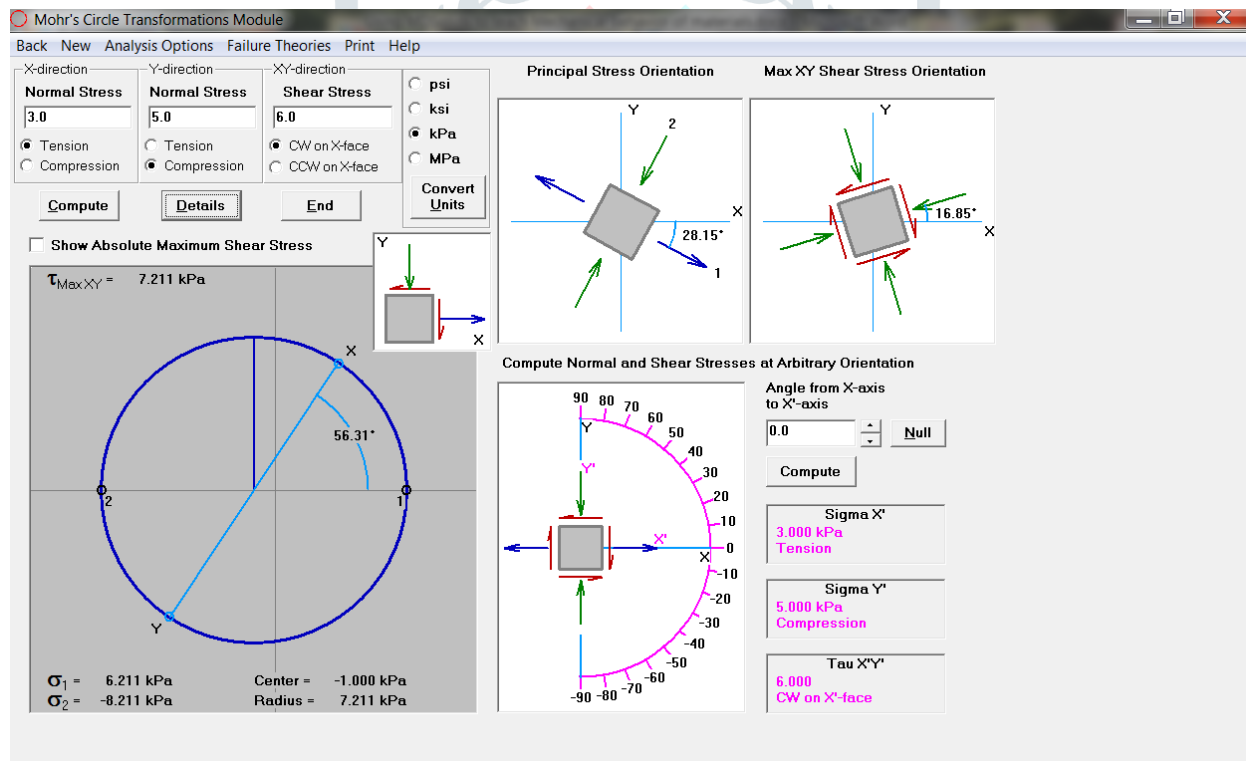 Mohr's Circle Transformations Module
Back New Analysis Options Failure Theories Print Help
X-direction
Normal Stress
3.0
Tension
Compression
Y-direction
Normal Stress
5.0
Tension
Compression
XY-direction
Shear Stress
6.0
CW on X-face
CCW on X-face
psi
ksi
kPa
MPa
Convert
Units
Compute
Details
End
Show Absolute Maximum Shear Stress
τMax XY = 7.211 kPa
X
56.31°
2
1
Y
σ1 = 6.211 kPa
Center = -1.000 kPa
σ2 = -8.211 kPa
Radius = 7.211 kPa
Y
X
Principal Stress Orientation
Y
2
X
28.15°
1
Max XY Shear Stress Orientation
Y
16.85°
X
Compute Normal and Shear Stresses at Arbitrary Orientation
90
80
70
60
50
40
30
20
10
0
-10
-20
-30
-40
-50
-60
-70
-80
-90
Y
Y'
X'
X
Angle from X-axis
to X'-axis
0.0
Null
Compute
Sigma X'
3.000 kPa
Tension
Sigma Y'
5.000 kPa
Compression
Tau X'Y'
6.000
CW on X'-face